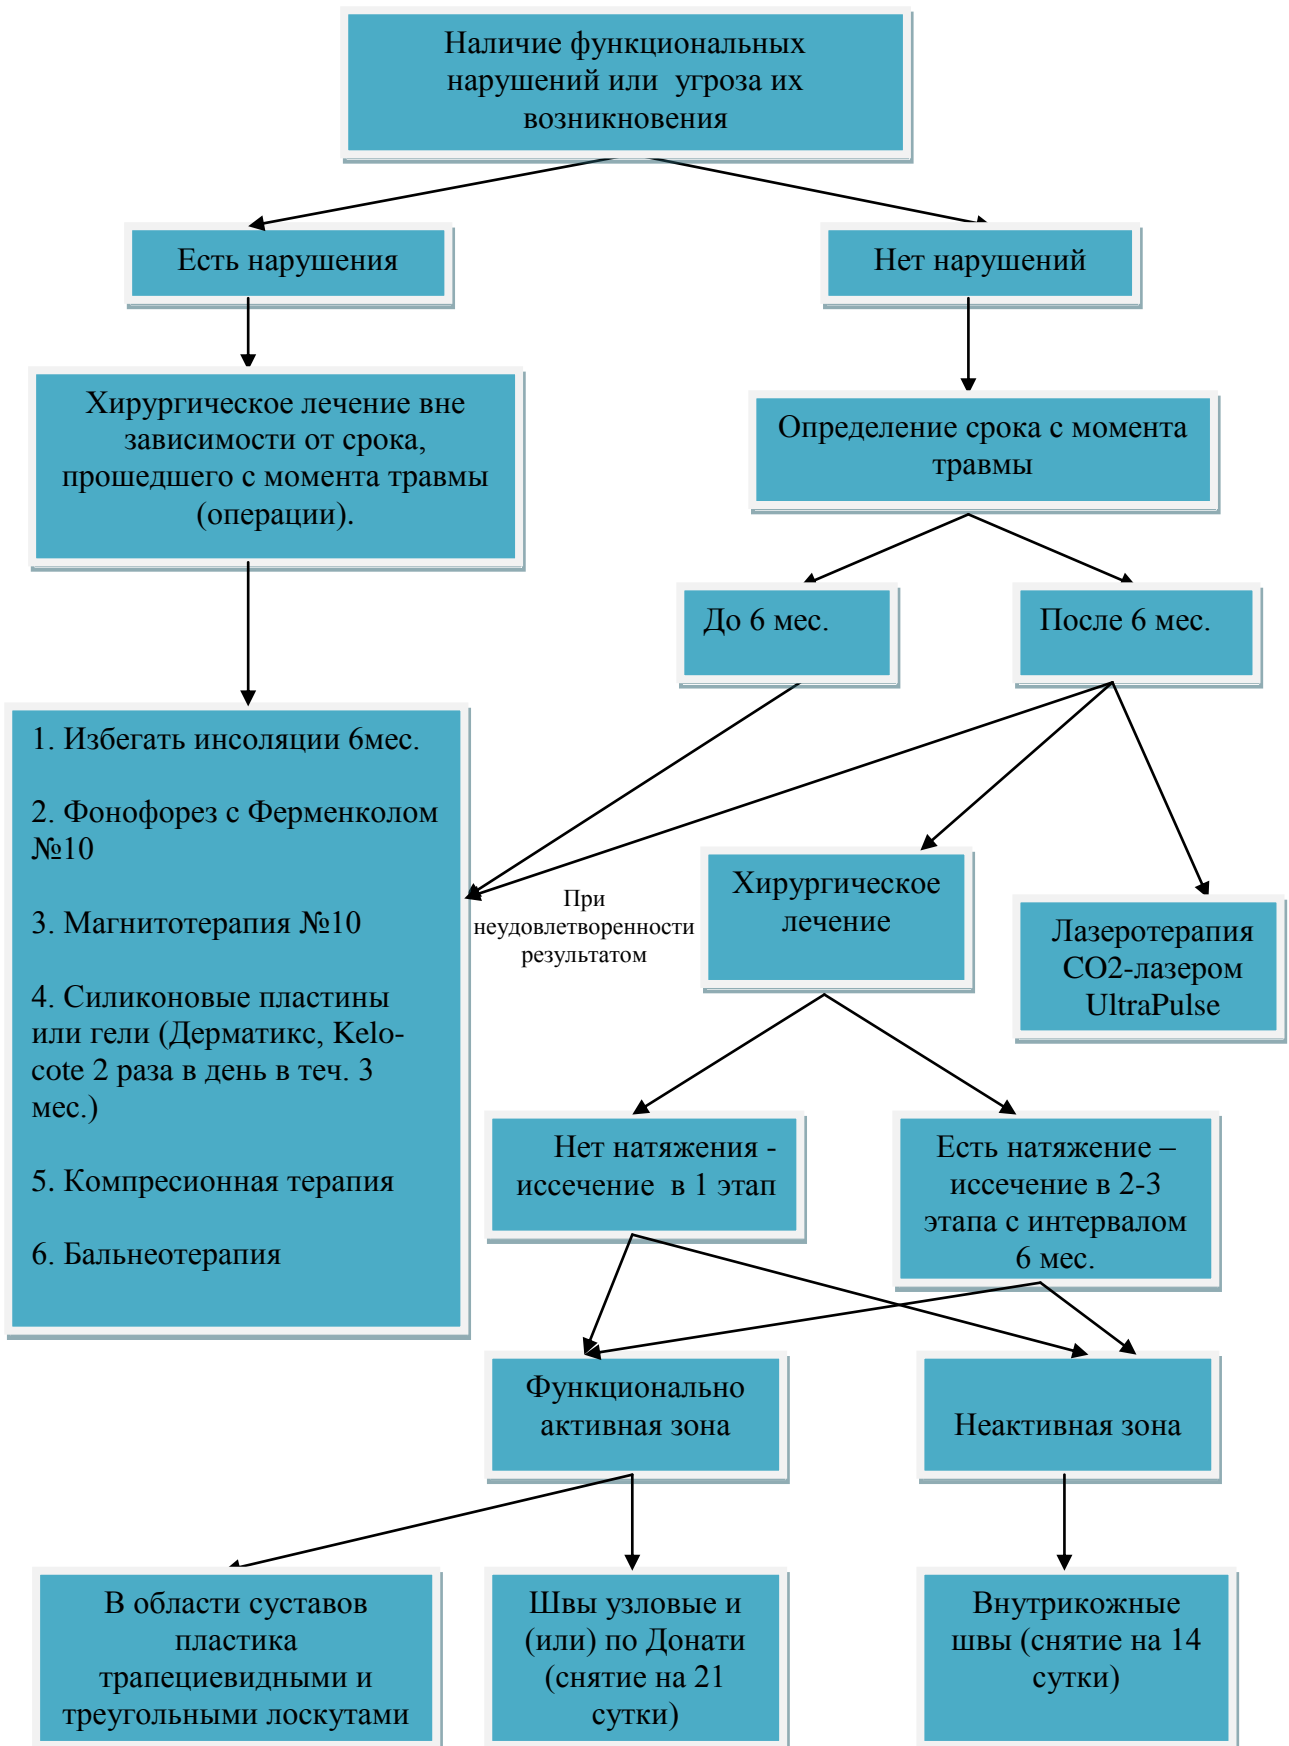 Наличие функциональных
нарушений или угроза их
возникновения
Есть нарушения
Нет нарушений
Хирургическое лечение вне
зависимости от срока,
прошедшего с момента травмы
(операции).
Определение срока с момента
травмы
До 6 мес.
После 6 мес.
1. Избегать инсоляции 6мес.
2. Фонофорез с Ферменколом
№10
3. Магнитотерапия №10
4. Силиконовые пластины
или гели (Дерматикс, Kelo-
cote 2 раза в день в теч. 3
мес.)
5. Компресионная терапия
6. Бальнеотерапия
При
неудовлетворенности
результатом
Хирургическое
лечение
Лазеротерапия
СО2-лазером
UltraPulse
Нет натяжения -
иссечение в 1 этап
Есть натяжение –
иссечение в 2-3
этапа с интервалом
6 мес.
Функционально
активная зона
Неактивная зона
В области суставов
пластика
трапециевидными и
треугольными лоскутами
Швы узловые и
(или) по Донати
(снятие на 21
сутки)
Внутрикожные
швы (снятие на 14
сутки)